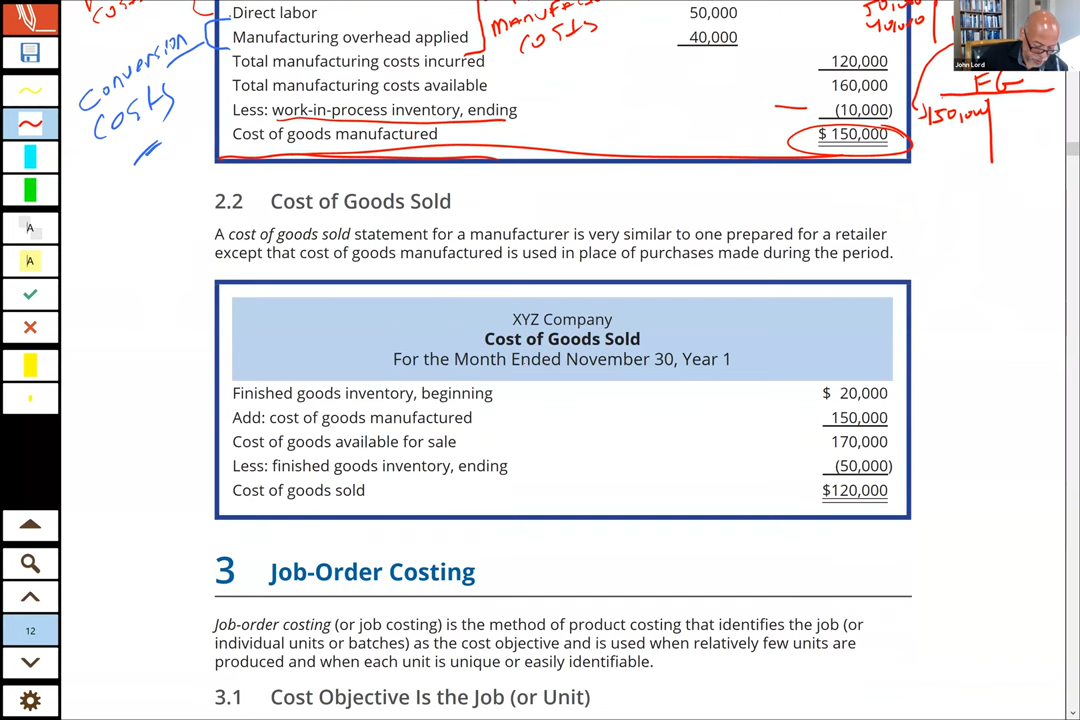 Direct labor 50,000
Manufacturing overhead applied 40,000
Total manufacturing costs incurred 120,000
Total manufacturing costs available 160,000
Less: work-in-process inventory, ending (10,000)
Cost of goods manufactured $ 150,000
conversion
costs
costs
40,000
John Lord
FG
150,000
2.2 Cost of Goods Sold
A cost of goods sold statement for a manufacturer is very similar to one prepared for a retailer
except that cost of goods manufactured is used in place of purchases made during the period.
XYZ Company
Cost of Goods Sold
For the Month Ended November 30, Year 1
Finished goods inventory, beginning $ 20,000
Add: cost of goods manufactured 150,000
Cost of goods available for sale 170,000
Less: finished goods inventory, ending (50,000)
Cost of goods sold $120,000
3 Job-Order Costing
Job-order costing (or job costing) is the method of product costing that identifies the job (or
individual units or batches) as the cost objective and is used when relatively few units are
produced and when each unit is unique or easily identifiable.
3.1 Cost Objective Is the Job (or Unit)
A
A
12